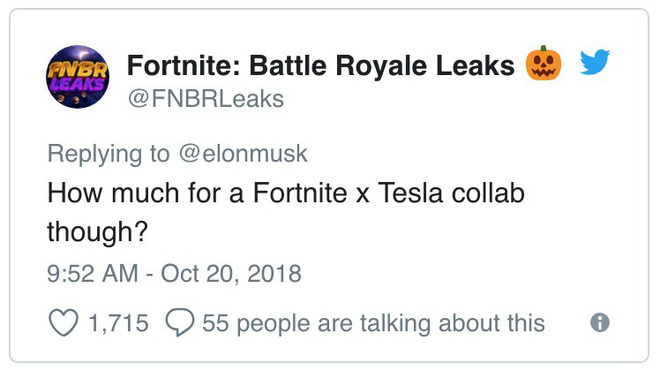 FNBR
LEAKS
Fortnite: Battle Royale Leaks 🎃
@FNBRLeaks
Replying to @elonmusk
How much for a Fortnite x Tesla collab
though?
9:52 AM - Oct 20, 2018
1,715 55 people are talking about this